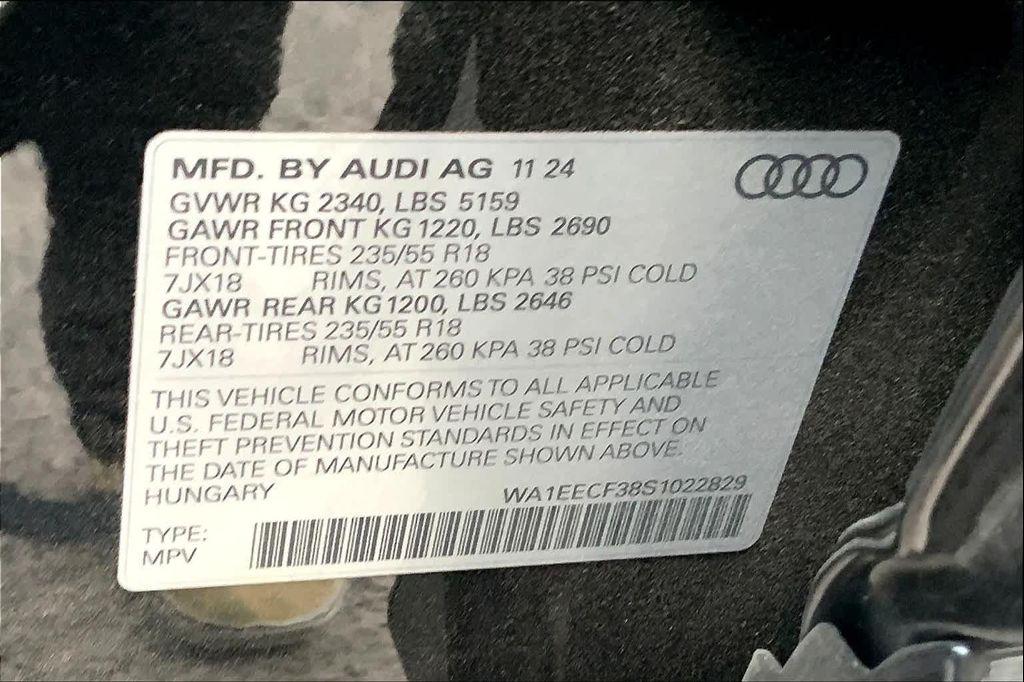 MFD. BY AUDI AG 11 24
GVWR KG 2340, LBS 5159
GAWR FRONT KG 1220, LBS 2690
FRONT-TIRES 235/55 R18
7JX18 RIMS, AT 260 KPA 38 PSI COLD
GAWR REAR KG 1200, LBS 2646
REAR-TIRES 235/55 R18
7JX18 RIMS, AT 260 KPA 38 PSI COLD
THIS VEHICLE CONFORMS TO ALL APPLICABLE
U.S. FEDERAL MOTOR VEHICLE SAFETY AND
THEFT PREVENTION STANDARDS IN EFFECT ON
THE DATE OF MANUFACTURE SHOWN ABOVE.
HUNGARY WA1EECF38S1022829
TYPE:
MPV